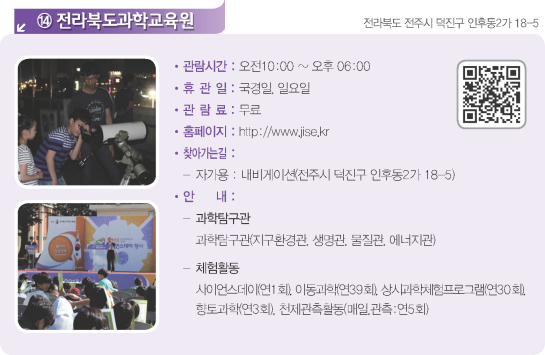 ⑭ 전라북도과학교육원
전라북도 전주시 덕진구 인후동2가 18-5
• 관람시간 : 오전10:00 ~ 오후 06:00
• 휴 관 일 : 국경일, 일요일
• 관 람 료 : 무료
• 홈페이지 : http://www.jise.kr
• 찾아가는길 :
- 자가용 : 내비게이션(전주시 덕진구 인후동2가 18-5)
• 안 내 :
- 과학탐구관
과학탐구관(지구환경관, 생명관, 물질관, 에너지관)
- 체험활동
사이언스데이(연1회), 이동과학(연39회), 상시과학체험프로그램(연30회),
향토과학(연3회), 천체관측활동(매일,관측:연5회)